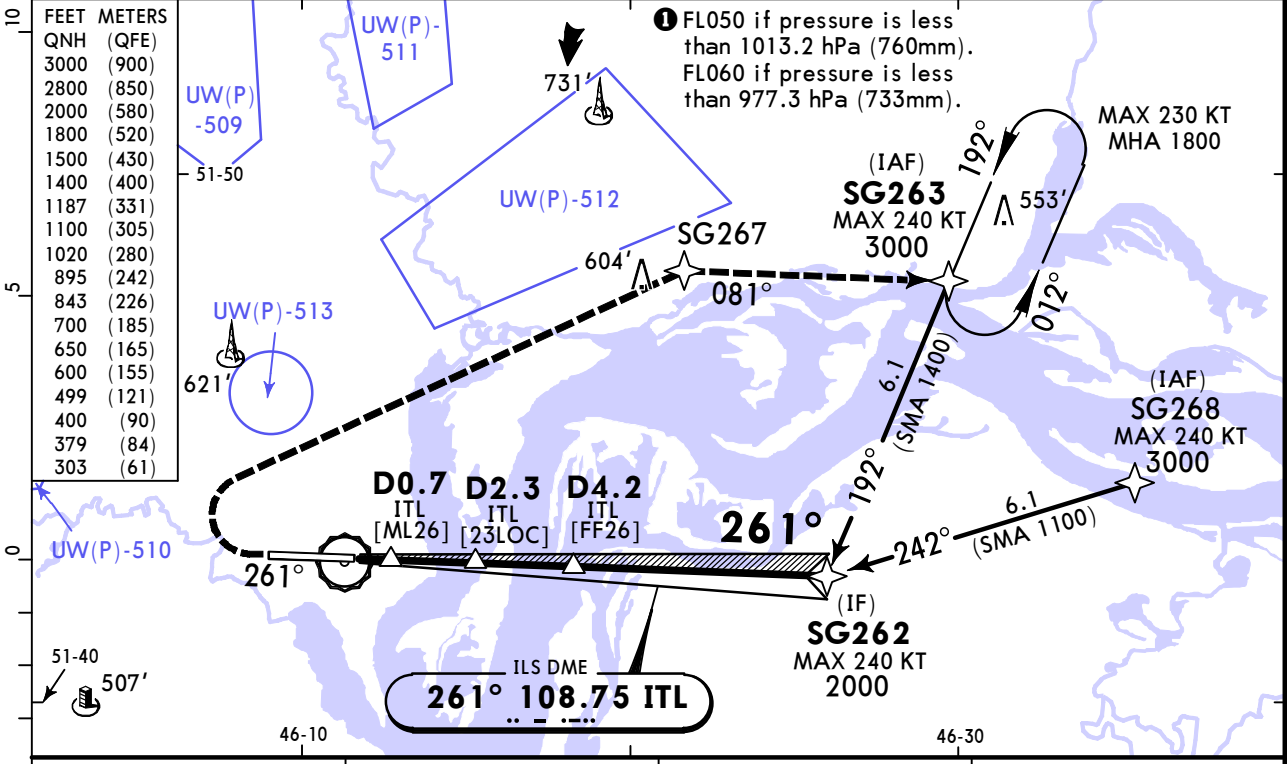 FEET METERS
QNH (QFE)
3000 (900)
2800 (850)
2000 (580)
1800 (520)
1500 (430)
1400 (400)
1187 (331)
1100 (305)
1020 (280)
895 (242)
843 (226)
700 (185)
650 (165)
600 (155)
499 (121)
400 (90)
379 (84)
303 (61)
10
5
0
UW(P)
-509
51-50
UW(P)-
511
731'
❶ FL050 if pressure is less
than 1013.2 hPa (760mm).
FL060 if pressure is less
than 977.3 hPa (733mm).
MAX 230 KT
MHA 1800
192°
553'
012°
(IAF)
SG263
MAX 240 KT
3000
UW(P)-512
SG267
604'
081°
UW(P)-513
621'
6.1
(SMA 1400)
192°
(IAF)
SG268
MAX 240 KT
3000
6.1
(SMA 1100)
242°
D0.7
ITL
[ML26]
D2.3
ITL
[23LOC]
D4.2
ITL
[FF26]
261°
UW(P)-510
261°
(IF)
SG262
MAX 240 KT
2000
ILS DME
261° 108.75 ITL
51-40
507'
46-10
46-30